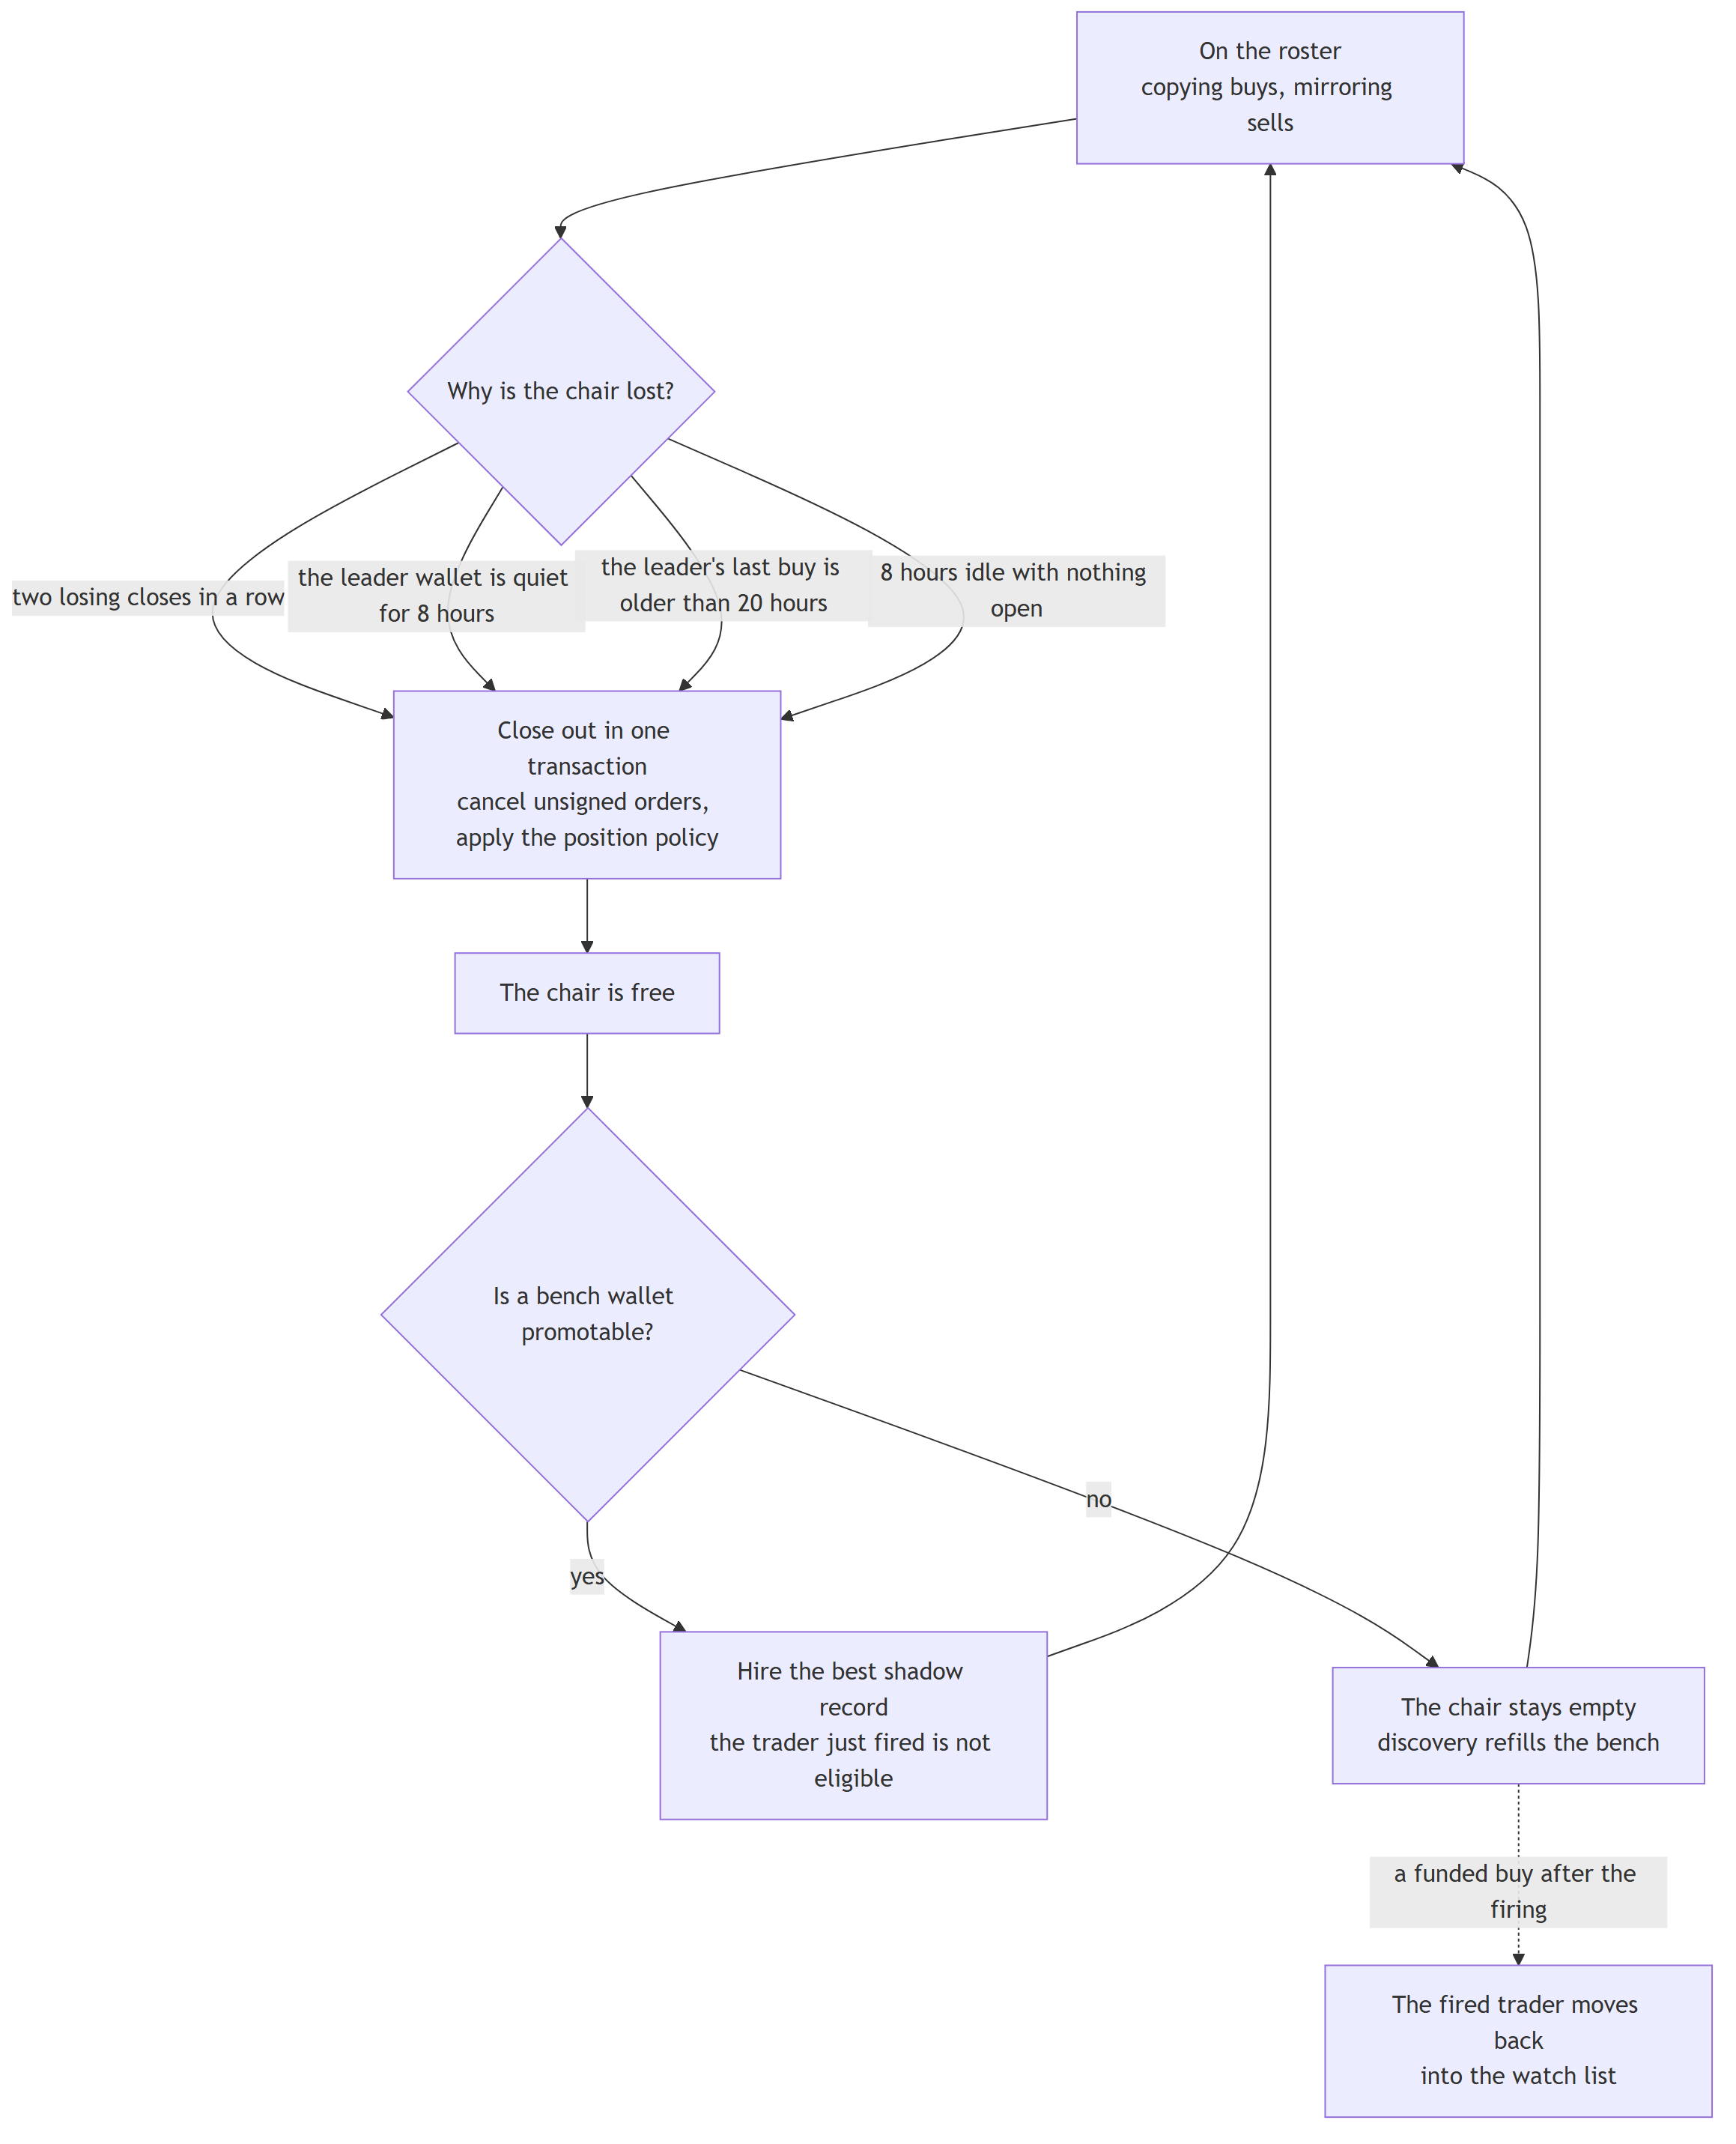 On the roster
copying buys, mirroring
sells
Why is the chair lost?
two losing closes in a row
the leader wallet is quiet
for 8 hours
the leader's last buy is
older than 20 hours
8 hours idle with nothing
open
Close out in one
transaction
cancel unsigned orders,
apply the position policy
The chair is free
Is a bench wallet
promotable?
no
yes
Hire the best shadow
record
the trader just fired is not
eligible
The chair stays empty
discovery refills the bench
a funded buy after the
firing
The fired trader moves
back
into the watch list